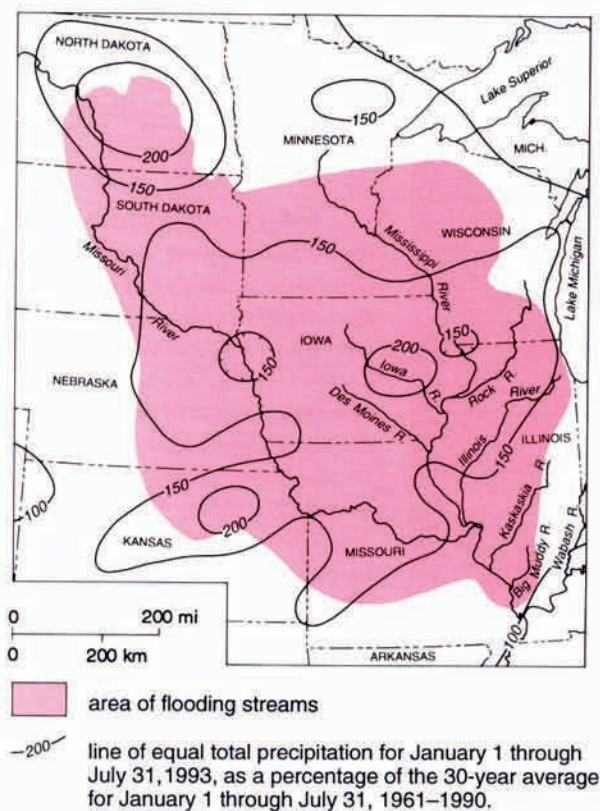 NORTH DAKOTA
200
150
150
MINNESOTA
Lake Superior
MICH.
SOUTH DAKOTA
WISCONSIN
Mississippi
River
150
Missouri
River
Lake Michigan
IOWA
200
150
150
NEBRASKA
Iowa
R.
Rock R.
Des Moines R.
Illinois
River
ILLINOIS
150
150
100
200
KANSAS
MISSOURI
Kaskaskia R.
Big Muddy R.
Wabash R.
100
ARKANSAS
0 200 mi
0 200 km
area of flooding streams
—200— line of equal total precipitation for January 1 through
July 31,1993, as a percentage of the 30-year average
for January 1 through July 31, 1961–1990.